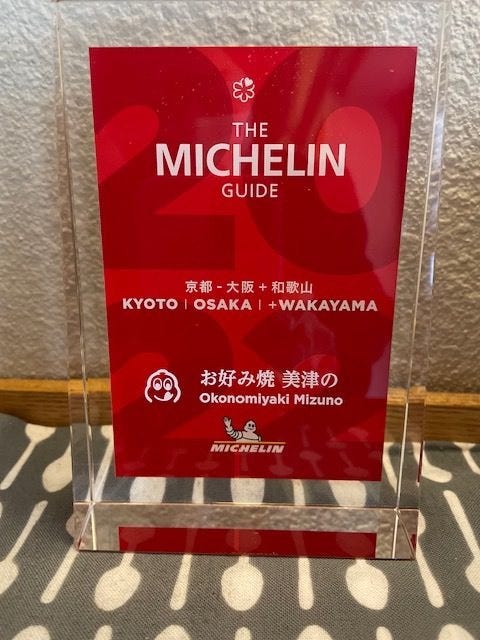 THE
MICHELIN
GUIDE
京都 - 大阪 + 和歌山
KYOTO | OSAKA | +WAKAYAMA
お好み焼 美津の
Okonomiyaki Mizuno
MICHELIN